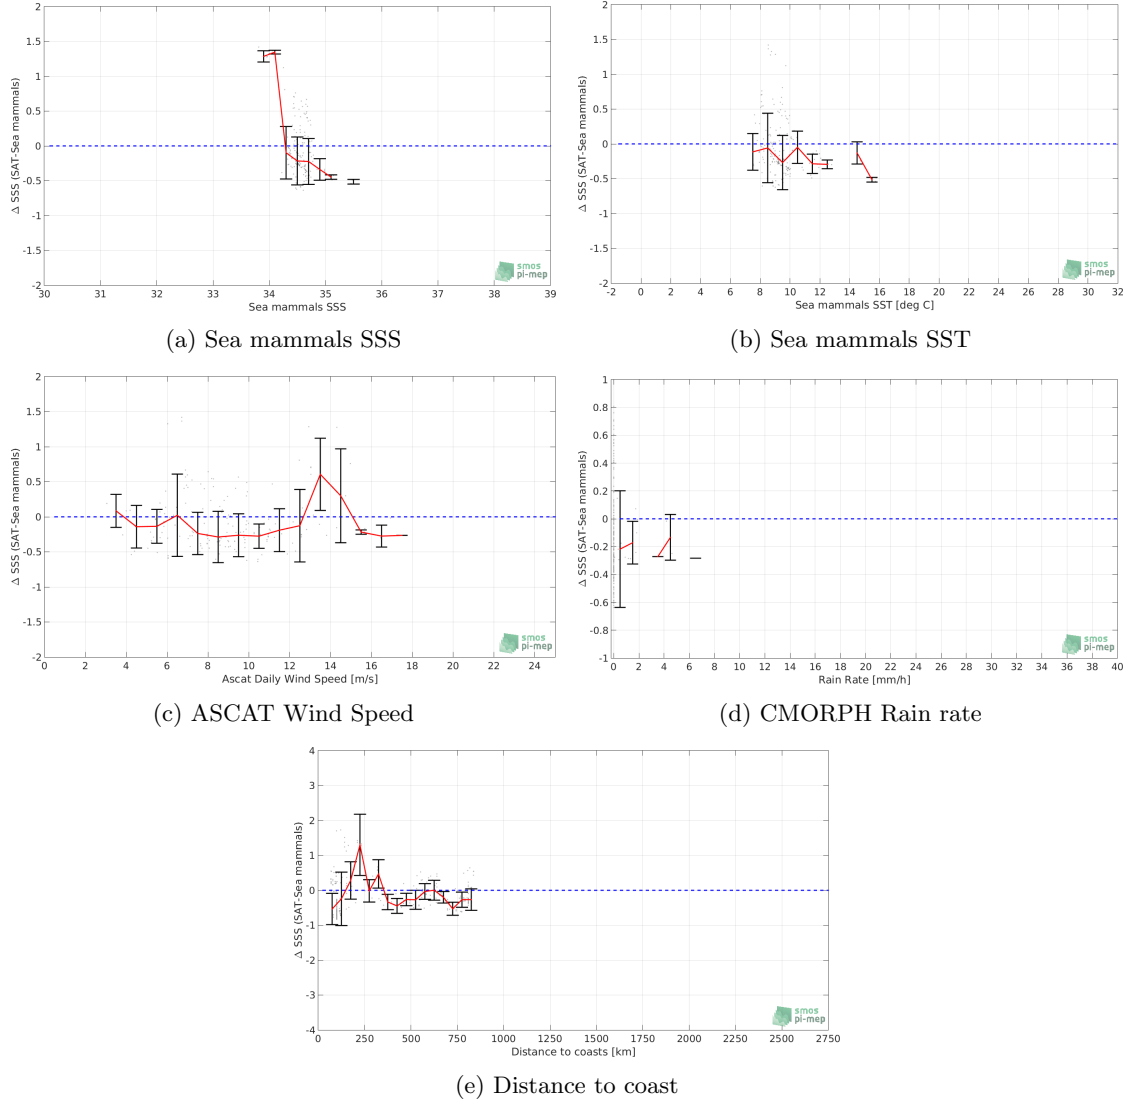 2
1.5
1
0.5
0
-0.5
-1
-1.5
-2
Δ SSS (SAT-Sea mammals)
30 31 32 33 34 35 36 37 38 39
Sea mammals SSS
smos
pi-mep
(a) Sea mammals SSS
2
1.5
1
0.5
0
-0.5
-1
-1.5
-2
Δ SSS (SAT-Sea mammals)
-2 0 2 4 6 8 10 12 14 16 18 20 22 24 26 28 30 32
Sea mammals SST [deg C]
smos
pi-mep
(b) Sea mammals SST
2
1.5
1
0.5
0
-0.5
-1
-1.5
-2
Δ SSS (SAT-Sea mammals)
0 2 4 6 8 10 12 14 16 18 20 22 24
Ascat Daily Wind Speed [m/s]
smos
pi-mep
(c) ASCAT Wind Speed
1
0.8
0.6
0.4
0.2
0
-0.2
-0.4
-0.6
-0.8
-1
Δ SSS (SAT-Sea mammals)
0 2 4 6 8 10 12 14 16 18 20 22 24 26 28 30 32 34 36 38 40
Rain Rate [mm/h]
smos
pi-mep
(d) CMORPH Rain rate
4
3
2
1
0
-1
-2
-3
-4
Δ SSS (SAT-Sea mammals)
0 250 500 750 1000 1250 1500 1750 2000 2250 2500 2750
Distance to coasts [km]
smos
pi-mep
(e) Distance to coast